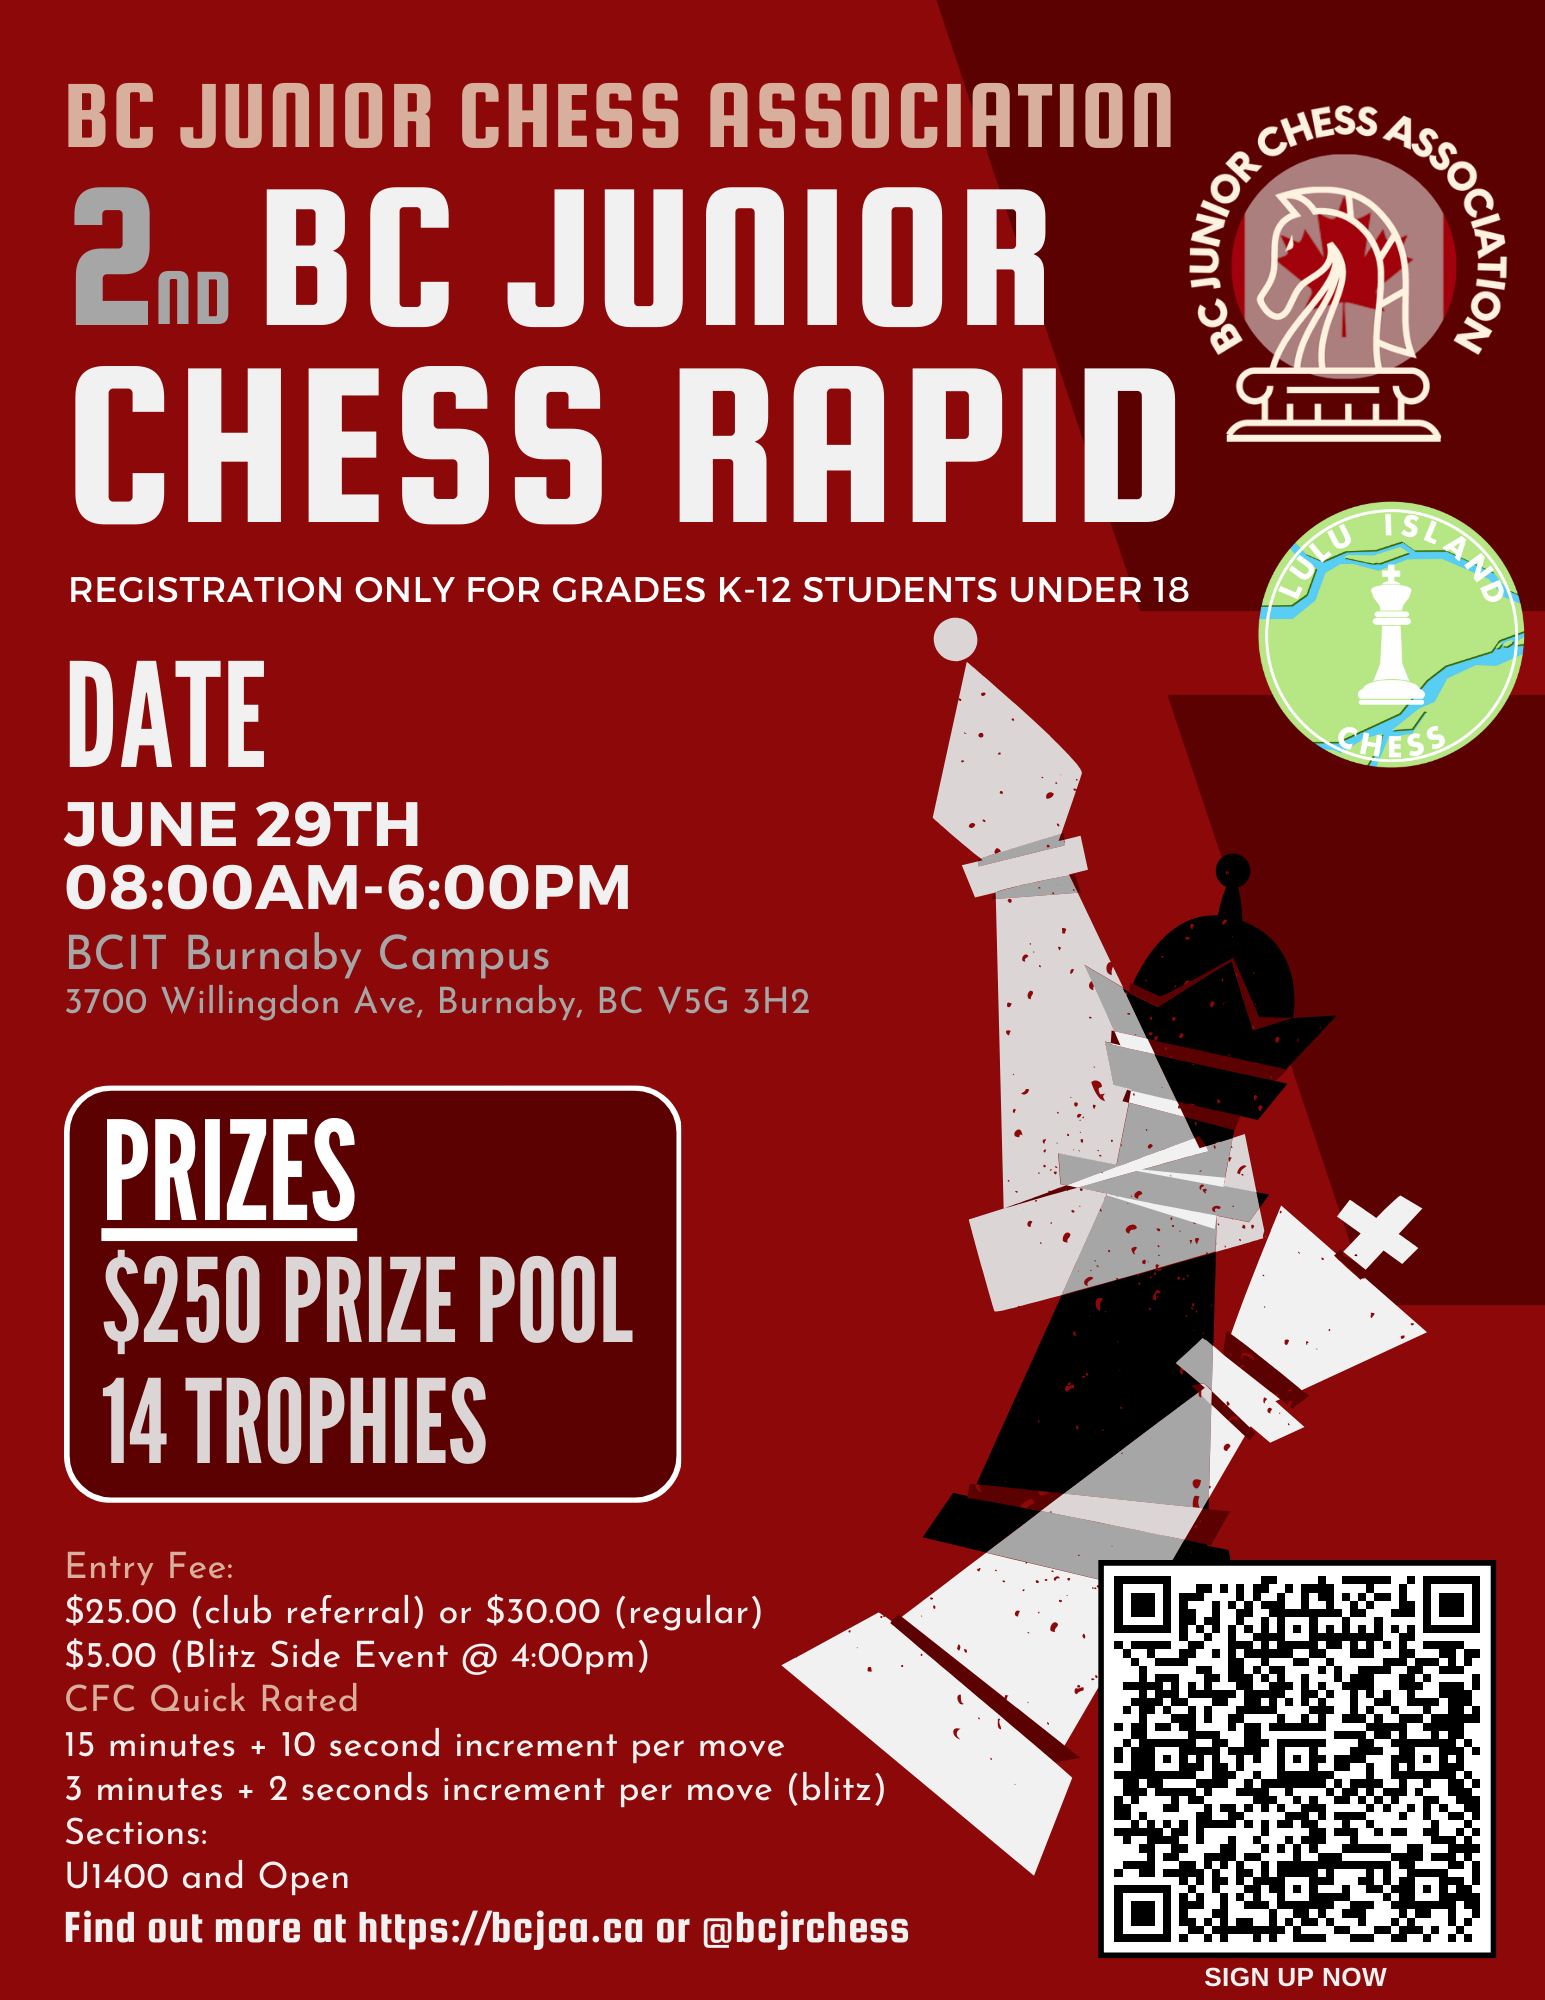 BC JUNIOR CHESS ASSOCIATION
2ND BC JUNIOR
CHESS RAPID
BC JUNIOR CHESS ASSOCIATION
REGISTRATION ONLY FOR GRADES K-12 STUDENTS UNDER 18
LULU ISLAND
CHESS
DATE
JUNE 29TH
08:00AM-6:00PM
BCIT Burnaby Campus
3700 Willingdon Ave, Burnaby, BC V5G 3H2
PRIZES
$250 PRIZE POOL
14 TROPHIES
Entry Fee:
$25.00 (club referral) or $30.00 (regular)
$5.00 (Blitz Side Event @ 4:00pm)
CFC Quick Rated
15 minutes + 10 second increment per move
3 minutes + 2 seconds increment per move (blitz)
Sections:
U1400 and Open
Find out more at https://bcjca.ca or @bcjrchess
SIGN UP NOW